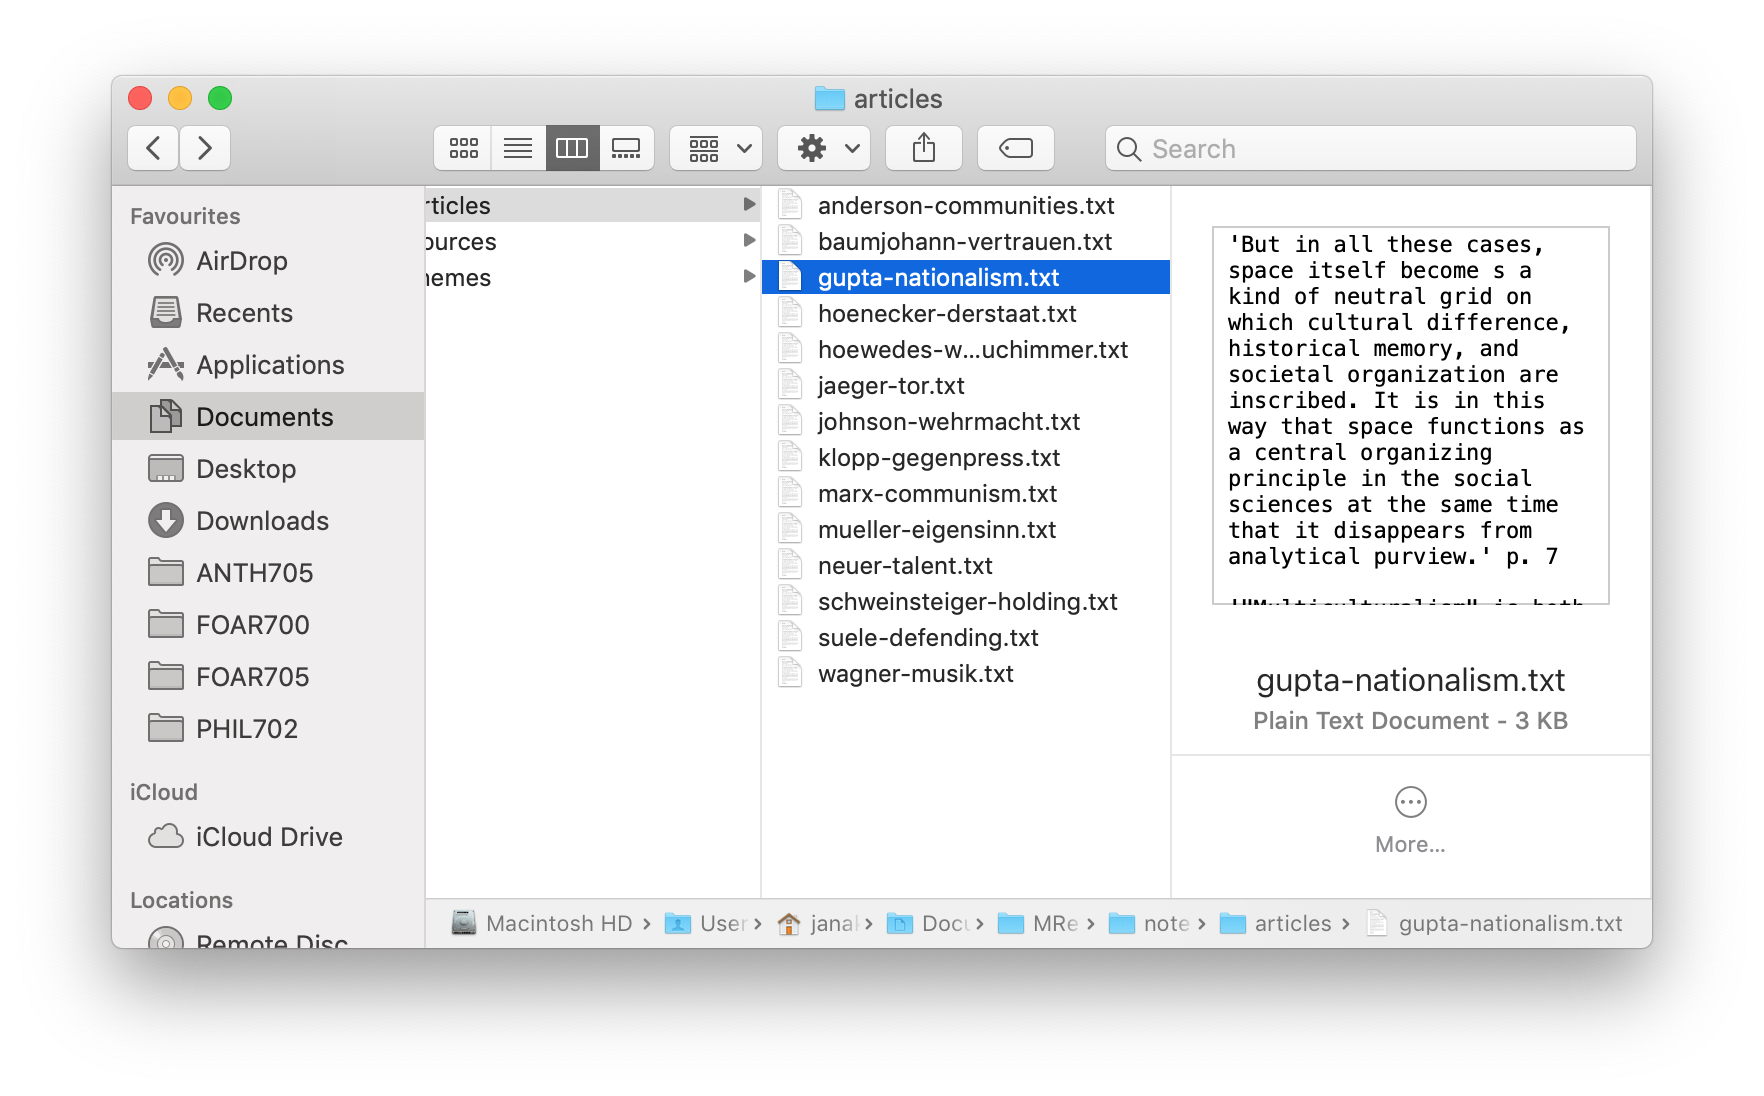 articles
Search
Favourites
AirDrop
Recents
Applications
Documents
Desktop
Downloads
ANTH705
FOAR700
FOAR705
PHIL702
iCloud
iCloud Drive
Locations
Remote Disc
rticles
ources
emes
anderson-communities.txt
baumjohann-vertrauen.txt
gupta-nationalism.txt
hoenecker-derstaat.txt
hoewedes-w...uchimmer.txt
jaeger-tor.txt
johnson-wehrmacht.txt
klopp-gegenpress.txt
marx-communism.txt
mueller-eigensinn.txt
neuer-talent.txt
schweinsteiger-holding.txt
suele-defending.txt
wagner-musik.txt
'But in all these cases,
space itself become s a
kind of neutral grid on
which cultural difference,
historical memory, and
societal organization are
inscribed. It is in this
way that space functions as
a central organizing
principle in the social
sciences at the same time
that it disappears from
analytical purview.' p. 7
'"Multiculturalism" is both
gupta-nationalism.txt
Plain Text Document - 3 KB
More...
Macintosh HD › User › jana › Docu › MRe › note › articles › gupta-nationalism.txt